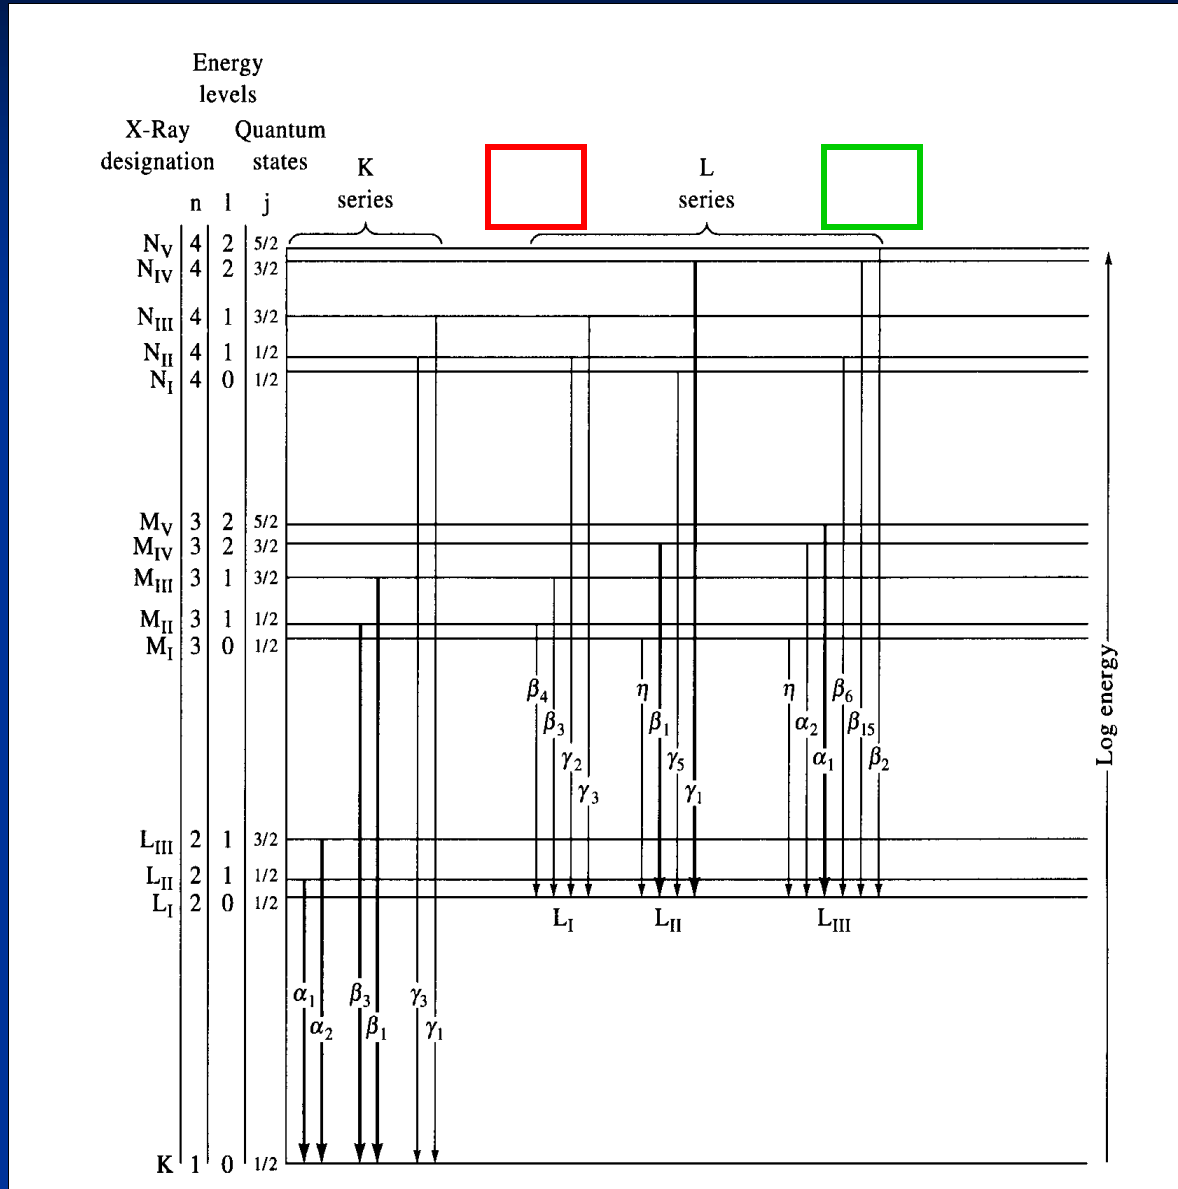 Energy
levels
X-Ray Quantum
designation states
n l j
K
series
L
series
N_V 4 2 5/2
N_IV 4 2 3/2
N_III 4 1 3/2
N_II 4 1 1/2
N_I 4 0 1/2
M_V 3 2 5/2
M_IV 3 2 3/2
M_III 3 1 3/2
M_II 3 1 1/2
M_I 3 0 1/2
β4 η η β6
β3 β1 α2 β15
γ2 γ5 α1 β2
γ3 γ1
Log energy
L_III 2 1 3/2
L_II 2 1 1/2
L_I 2 0 1/2
L_I L_II L_III
α1 β3 γ3
α2 β1 γ1
K 1 0 1/2